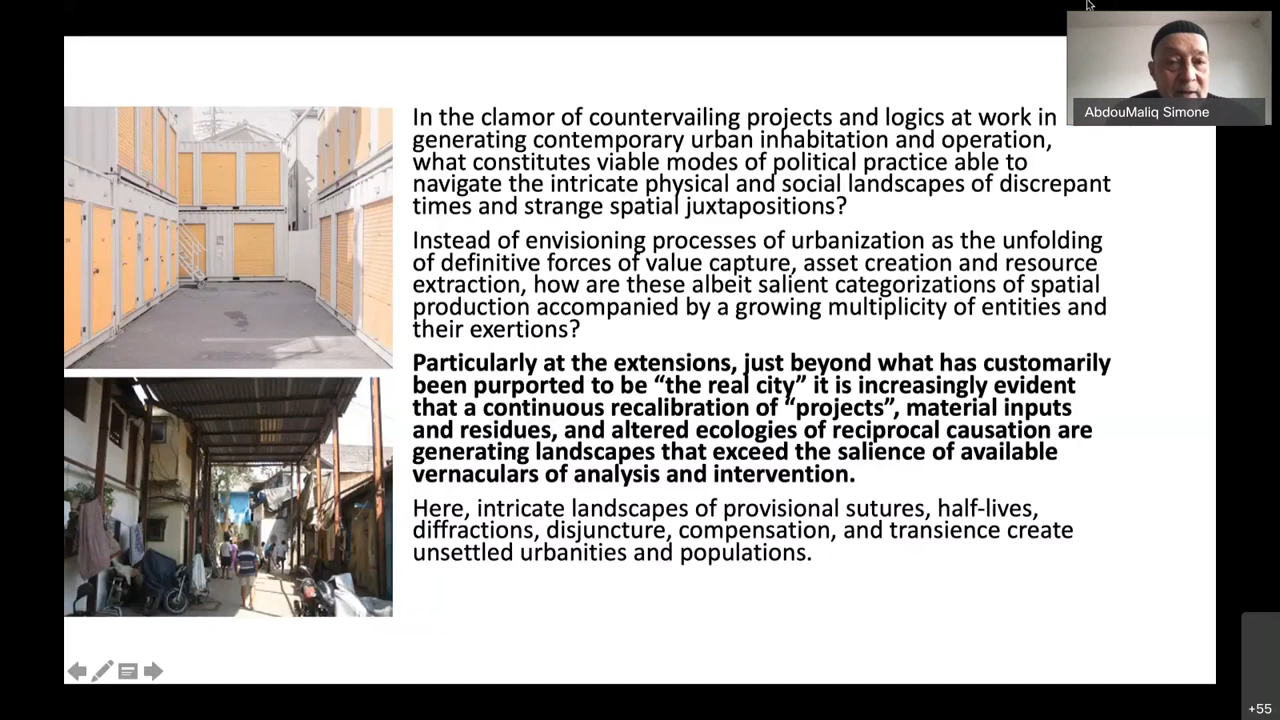 AbdouMaliq Simone
In the clamor of countervailing projects and logics at work in
generating contemporary urban inhabitation and operation,
what constitutes viable modes of political practice able to
navigate the intricate physical and social landscapes of discrepant
times and strange spatial juxtapositions?
Instead of envisioning processes of urbanization as the unfolding
of definitive forces of value capture, asset creation and resource
extraction, how are these albeit salient categorizations of spatial
production accompanied by a growing multiplicity of entities and
their exertions?
Particularly at the extensions, just beyond what has customarily
been purported to be “the real city” it is increasingly evident
that a continuous recalibration of “projects”, material inputs
and residues, and altered ecologies of reciprocal causation are
generating landscapes that exceed the salience of available
vernaculars of analysis and intervention.
Here, intricate landscapes of provisional sutures, half-lives,
diffractions, disjuncture, compensation, and transience create
unsettled urbanities and populations.
+55